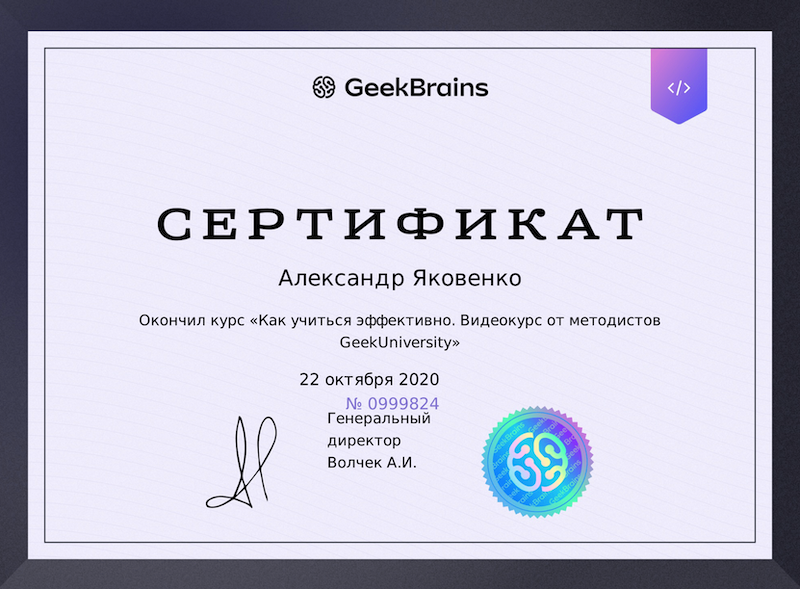 GeekBrains
</>
СЕРТИФИКАТ
Александр Яковенко
Окончил курс «Как учиться эффективно. Видеокурс от методистов
GeekUniversity»
22 октября 2020
№ 0999824
Генеральный
директор
Волчек А.И.